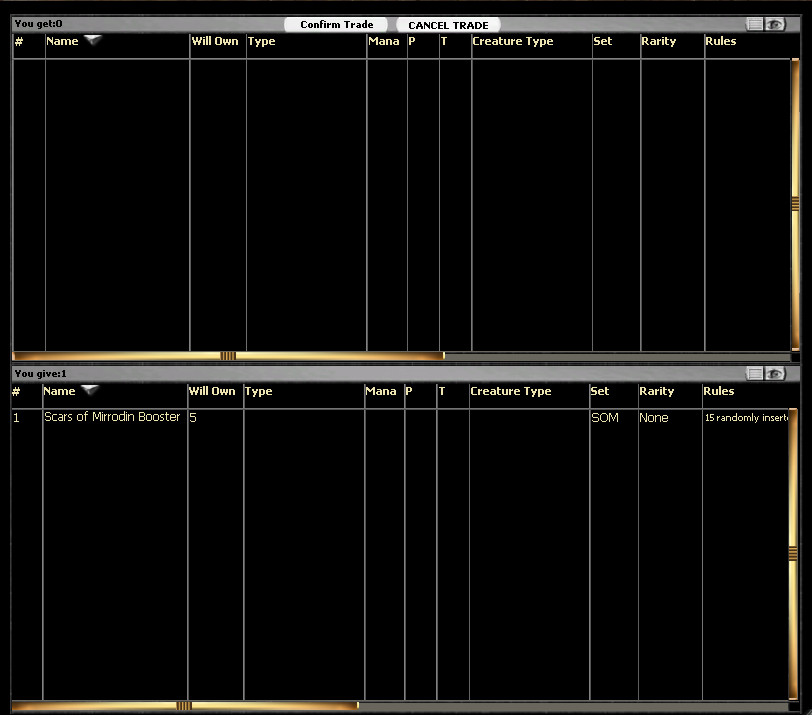 You get:0 Confirm Trade CANCEL TRADE
# Name Will Own Type Mana P T Creature Type Set Rarity Rules
You give:1
# Name Will Own Type Mana P T Creature Type Set Rarity Rules
1 Scars of Mirrodin Booster 5 SOM None 15 randomly inserte